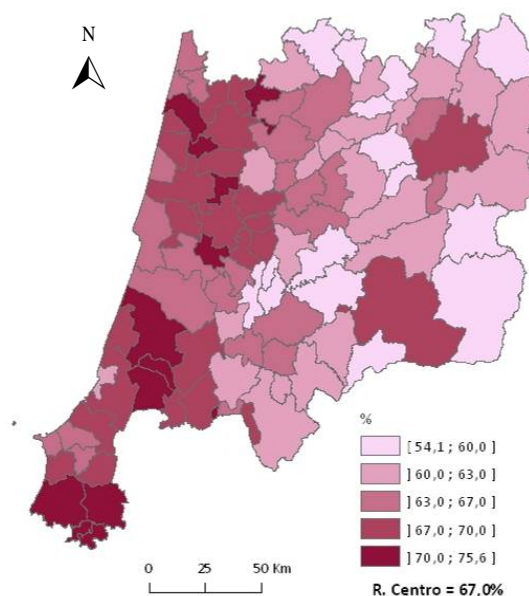 N
%
[ 54,1 ; 60,0 ]
] 60,0 ; 63,0 ]
] 63,0 ; 67,0 ]
] 67,0 ; 70,0 ]
] 70,0 ; 75,6 ]
0 25 50 Km
R. Centro = 67,0%